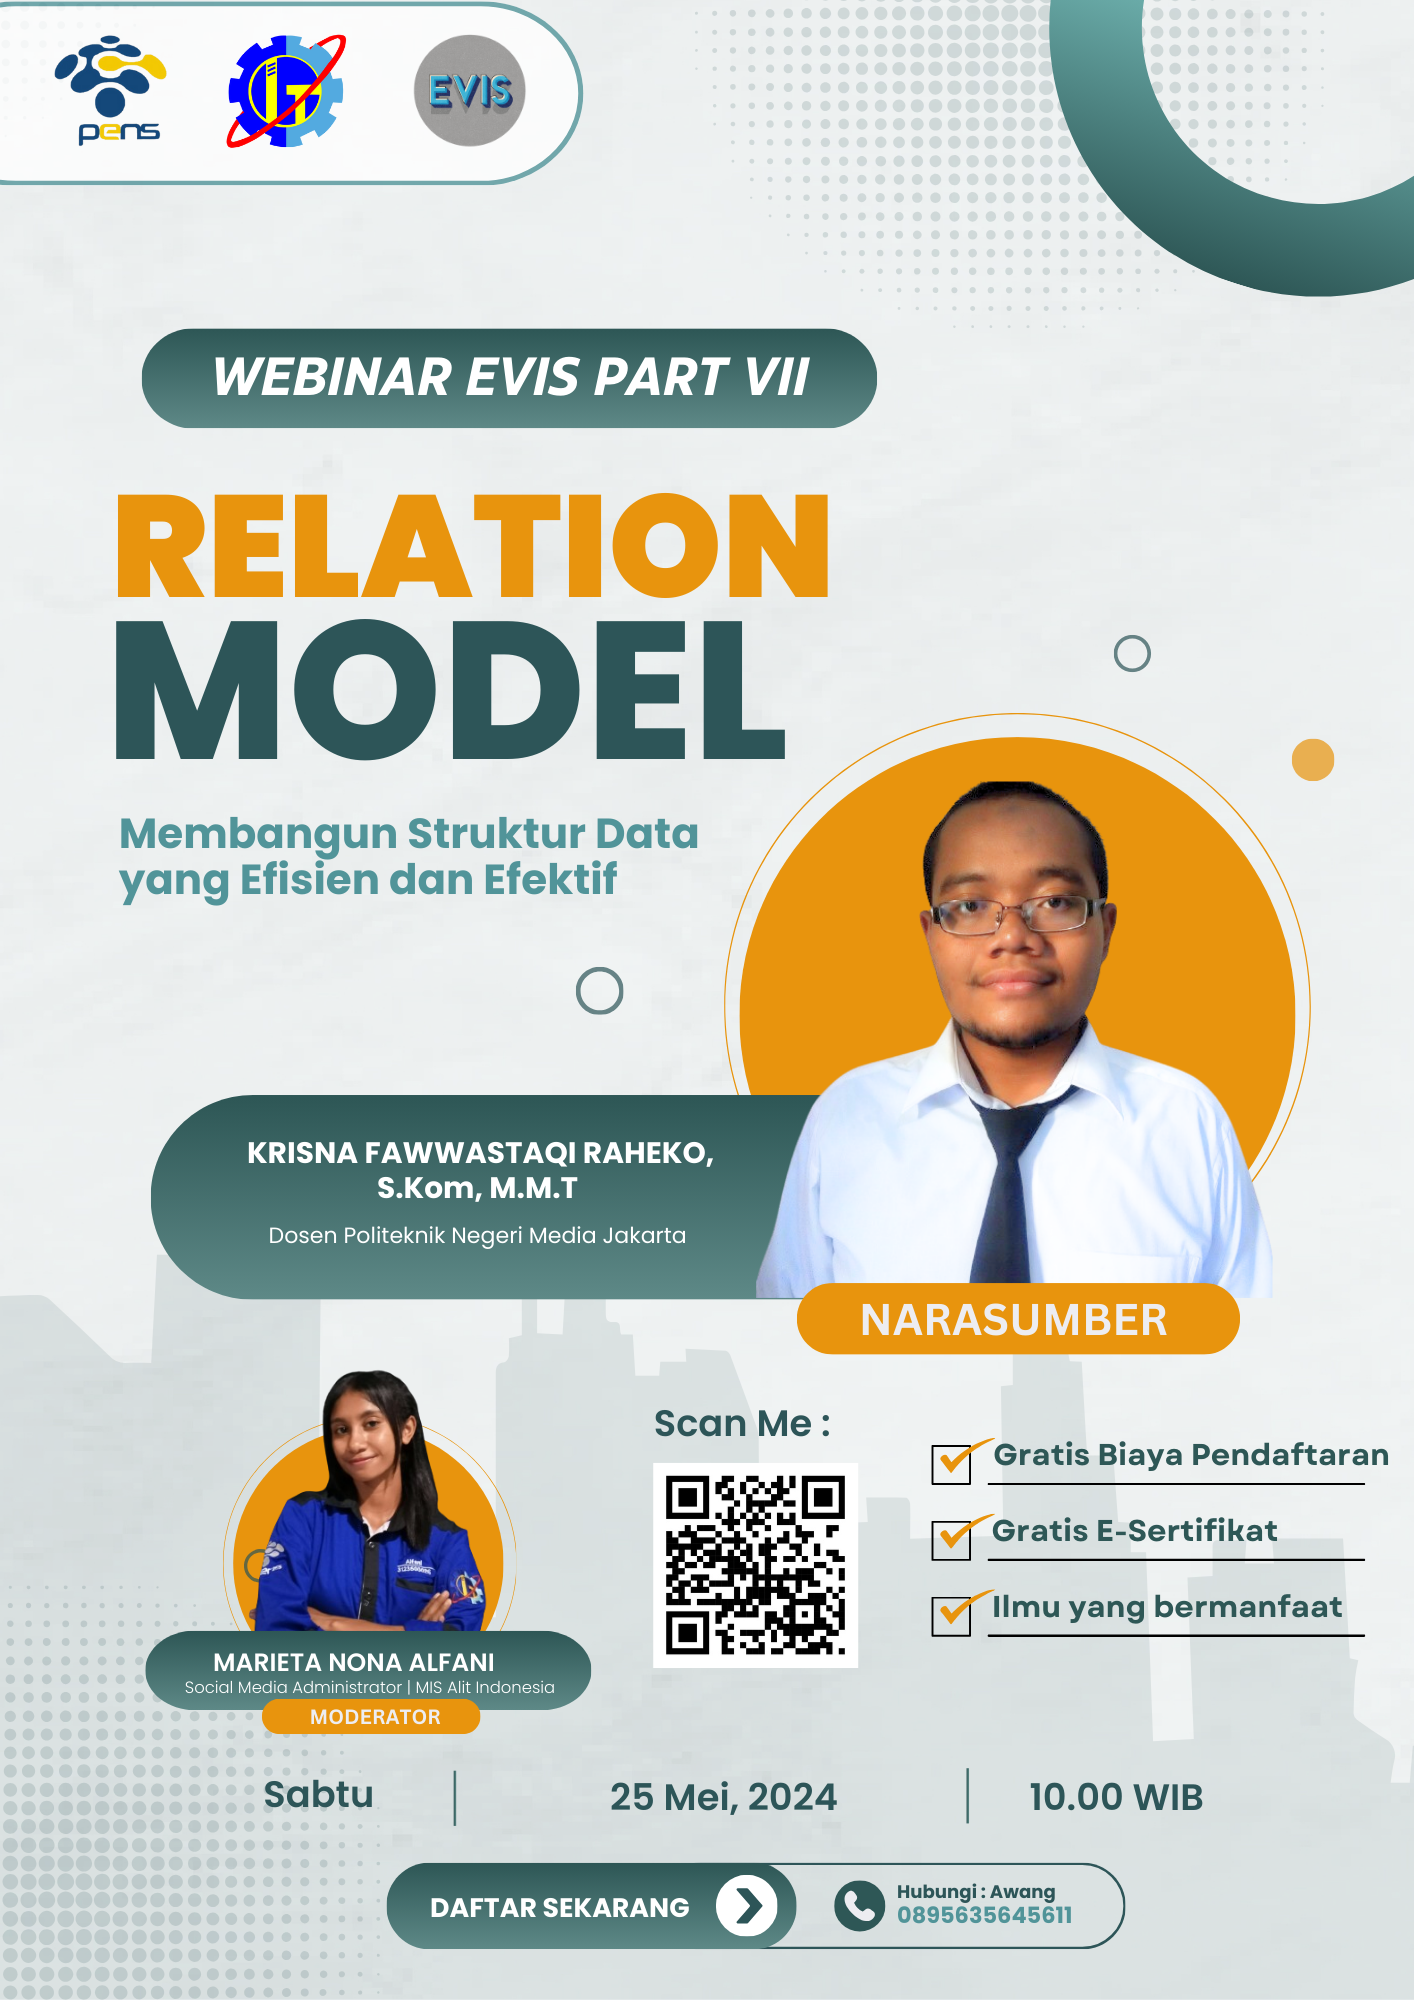 pens
IT
EVIS
WEBINAR EVIS PART VII
RELATION
MODEL
Membangun Struktur Data
yang Efisien dan Efektif
KRISNA FAWWASTAQI RAHEKO,
S.Kom, M.M.T
Dosen Politeknik Negeri Media Jakarta
NARASUMBER
Scan Me :
Gratis Biaya Pendaftaran
Gratis E-Sertifikat
Ilmu yang bermanfaat
Alfani
MARIETA NONA ALFANI
Social Media Administrator | MIS Alit Indonesia
MODERATOR
Sabtu
25 Mei, 2024
10.00 WIB
DAFTAR SEKARANG
Hubungi : Awang
0895635645611